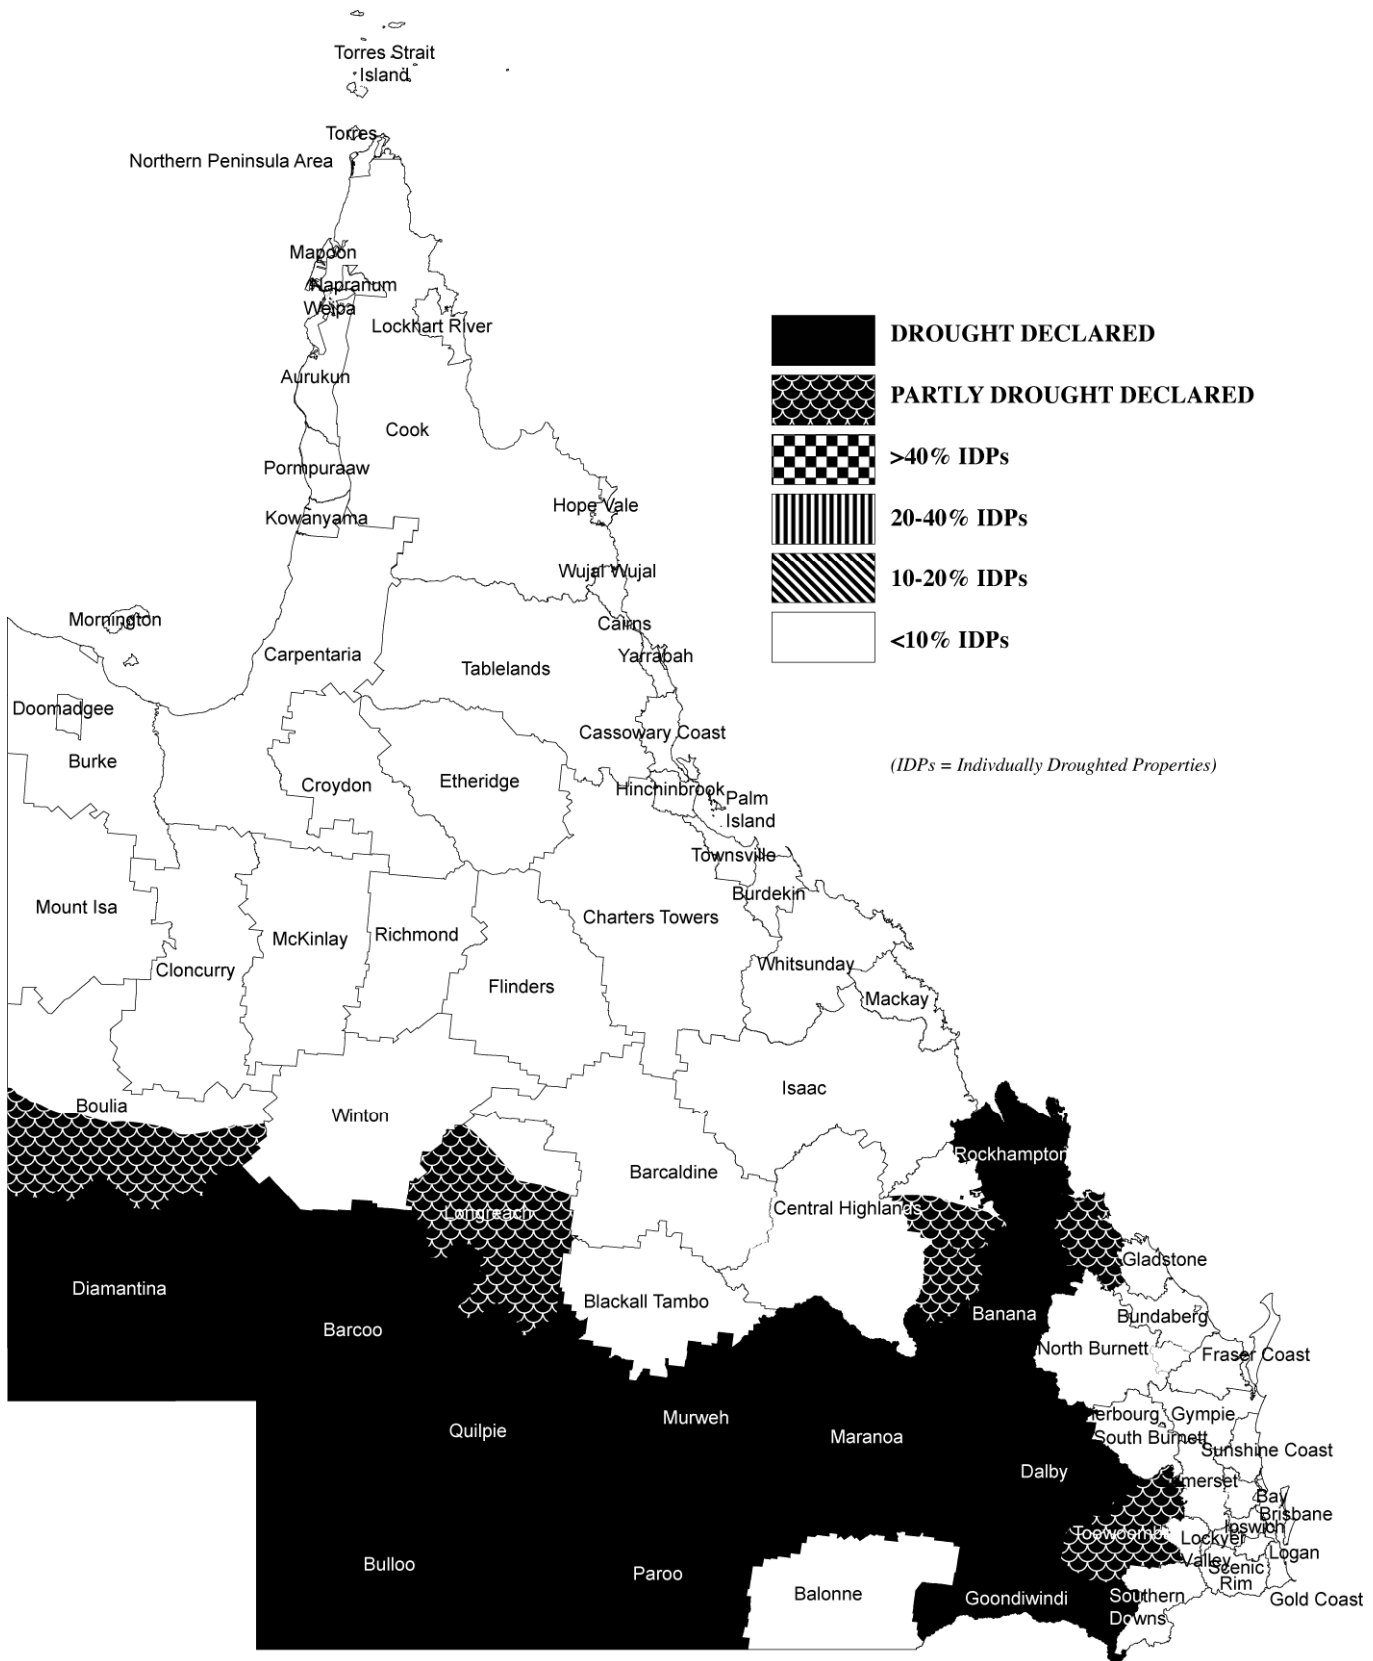 Torres Strait
Island
Torres
Northern Peninsula Area
Mapoon
Napranum
Weipa
Lockhart River
DROUGHT DECLARED
PARTLY DROUGHT DECLARED
Aurukun
Cook
>40% IDPs
Pormpuraaw
Hope Vale
Kowanyama
20-40% IDPs
Wujal Wujal
10-20% IDPs
Mornington
Cairns
<10% IDPs
Carpentaria
Yarrabah
Tablelands
Doomadgee
Cassowary Coast
Burke
(IDPs = Indivdually Droughted Properties)
Croydon
Etheridge
Hinchinbrook
Palm
Island
Townsville
Burdekin
Mount Isa
Charters Towers
McKinlay
Richmond
Whitsunday
Cloncurry
Flinders
Mackay
Isaac
Boulia
Winton
Rockhampton
Barcaldine
Central Highlands
Longreach
Gladstone
Diamantina
Blackall Tambo
Banana
Bundaberg
Barcoo
North Burnett
Fraser Coast
Murweh
erbourg
Gympie
Quilpie
Maranoa
South Burnett
Sunshine Coast
Dalby
merset
Bay
Brisbane
Ipswich
Toowoomba
Lockyer
Valley
Logan
Bulloo
Paroo
Scenic
Rim
Balonne
Goondiwindi
Southern
Downs
Gold Coast